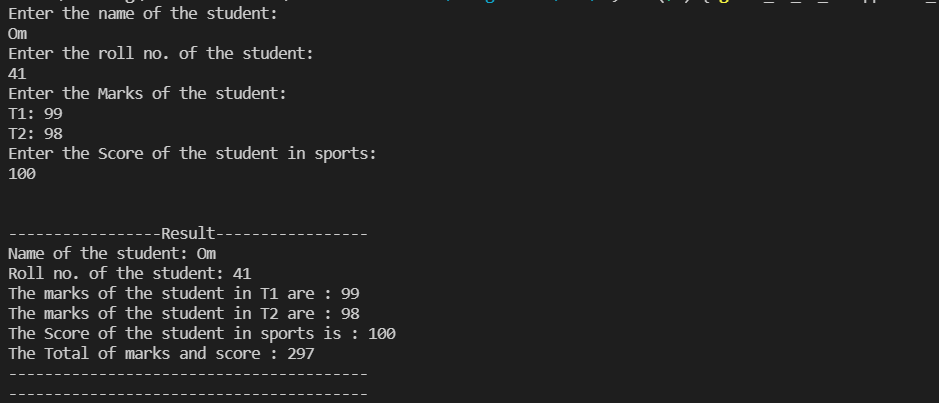 Enter the name of the student:
Om
Enter the roll no. of the student:
41
Enter the Marks of the student:
T1: 99
T2: 98
Enter the Score of the student in sports:
100
-----------------Result-----------------
Name of the student: Om
Roll no. of the student: 41
The marks of the student in T1 are : 99
The marks of the student in T2 are : 98
The Score of the student in sports is : 100
The Total of marks and score : 297
----------------------------------------
----------------------------------------